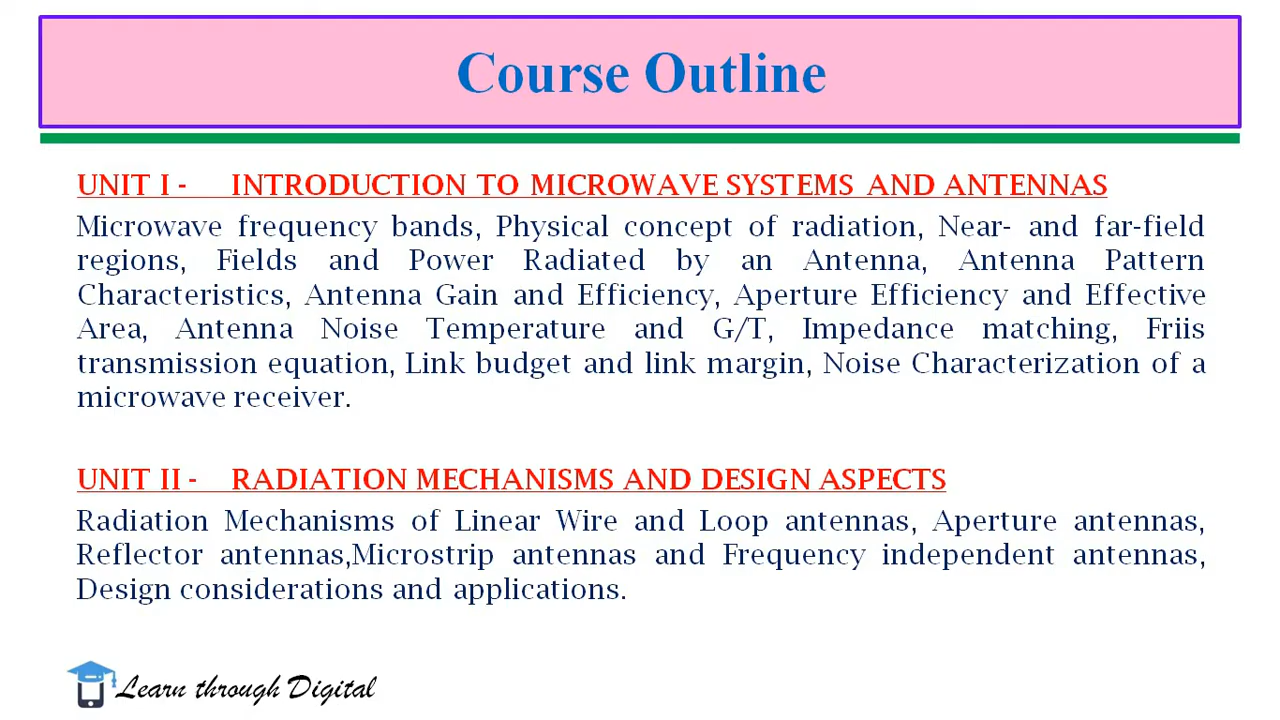 Course Outline
UNIT I - INTRODUCTION TO MICROWAVE SYSTEMS AND ANTENNAS
Microwave frequency bands, Physical concept of radiation, Near- and far-field
regions, Fields and Power Radiated by an Antenna, Antenna Pattern
Characteristics, Antenna Gain and Efficiency, Aperture Efficiency and Effective
Area, Antenna Noise Temperature and G/T, Impedance matching, Friis
transmission equation, Link budget and link margin, Noise Characterization of a
microwave receiver.
UNIT II - RADIATION MECHANISMS AND DESIGN ASPECTS
Radiation Mechanisms of Linear Wire and Loop antennas, Aperture antennas,
Reflector antennas,Microstrip antennas and Frequency independent antennas,
Design considerations and applications.
Learn through Digital